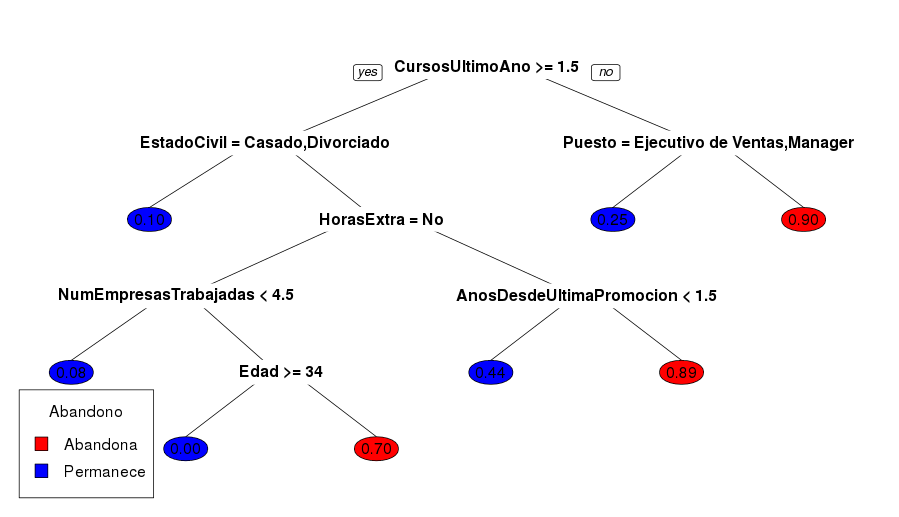 yes
CursosUltimoAno >= 1.5
no
EstadoCivil = Casado,Divorciado
Puesto = Ejecutivo de Ventas,Manager
0.10
HorasExtra = No
0.25
0.90
NumEmpresasTrabajadas < 4.5
AnosDesdeUltimaPromocion < 1.5
0.08
Edad >= 34
0.44
0.89
Abandono
Abandona
Permanece
0.00
0.70